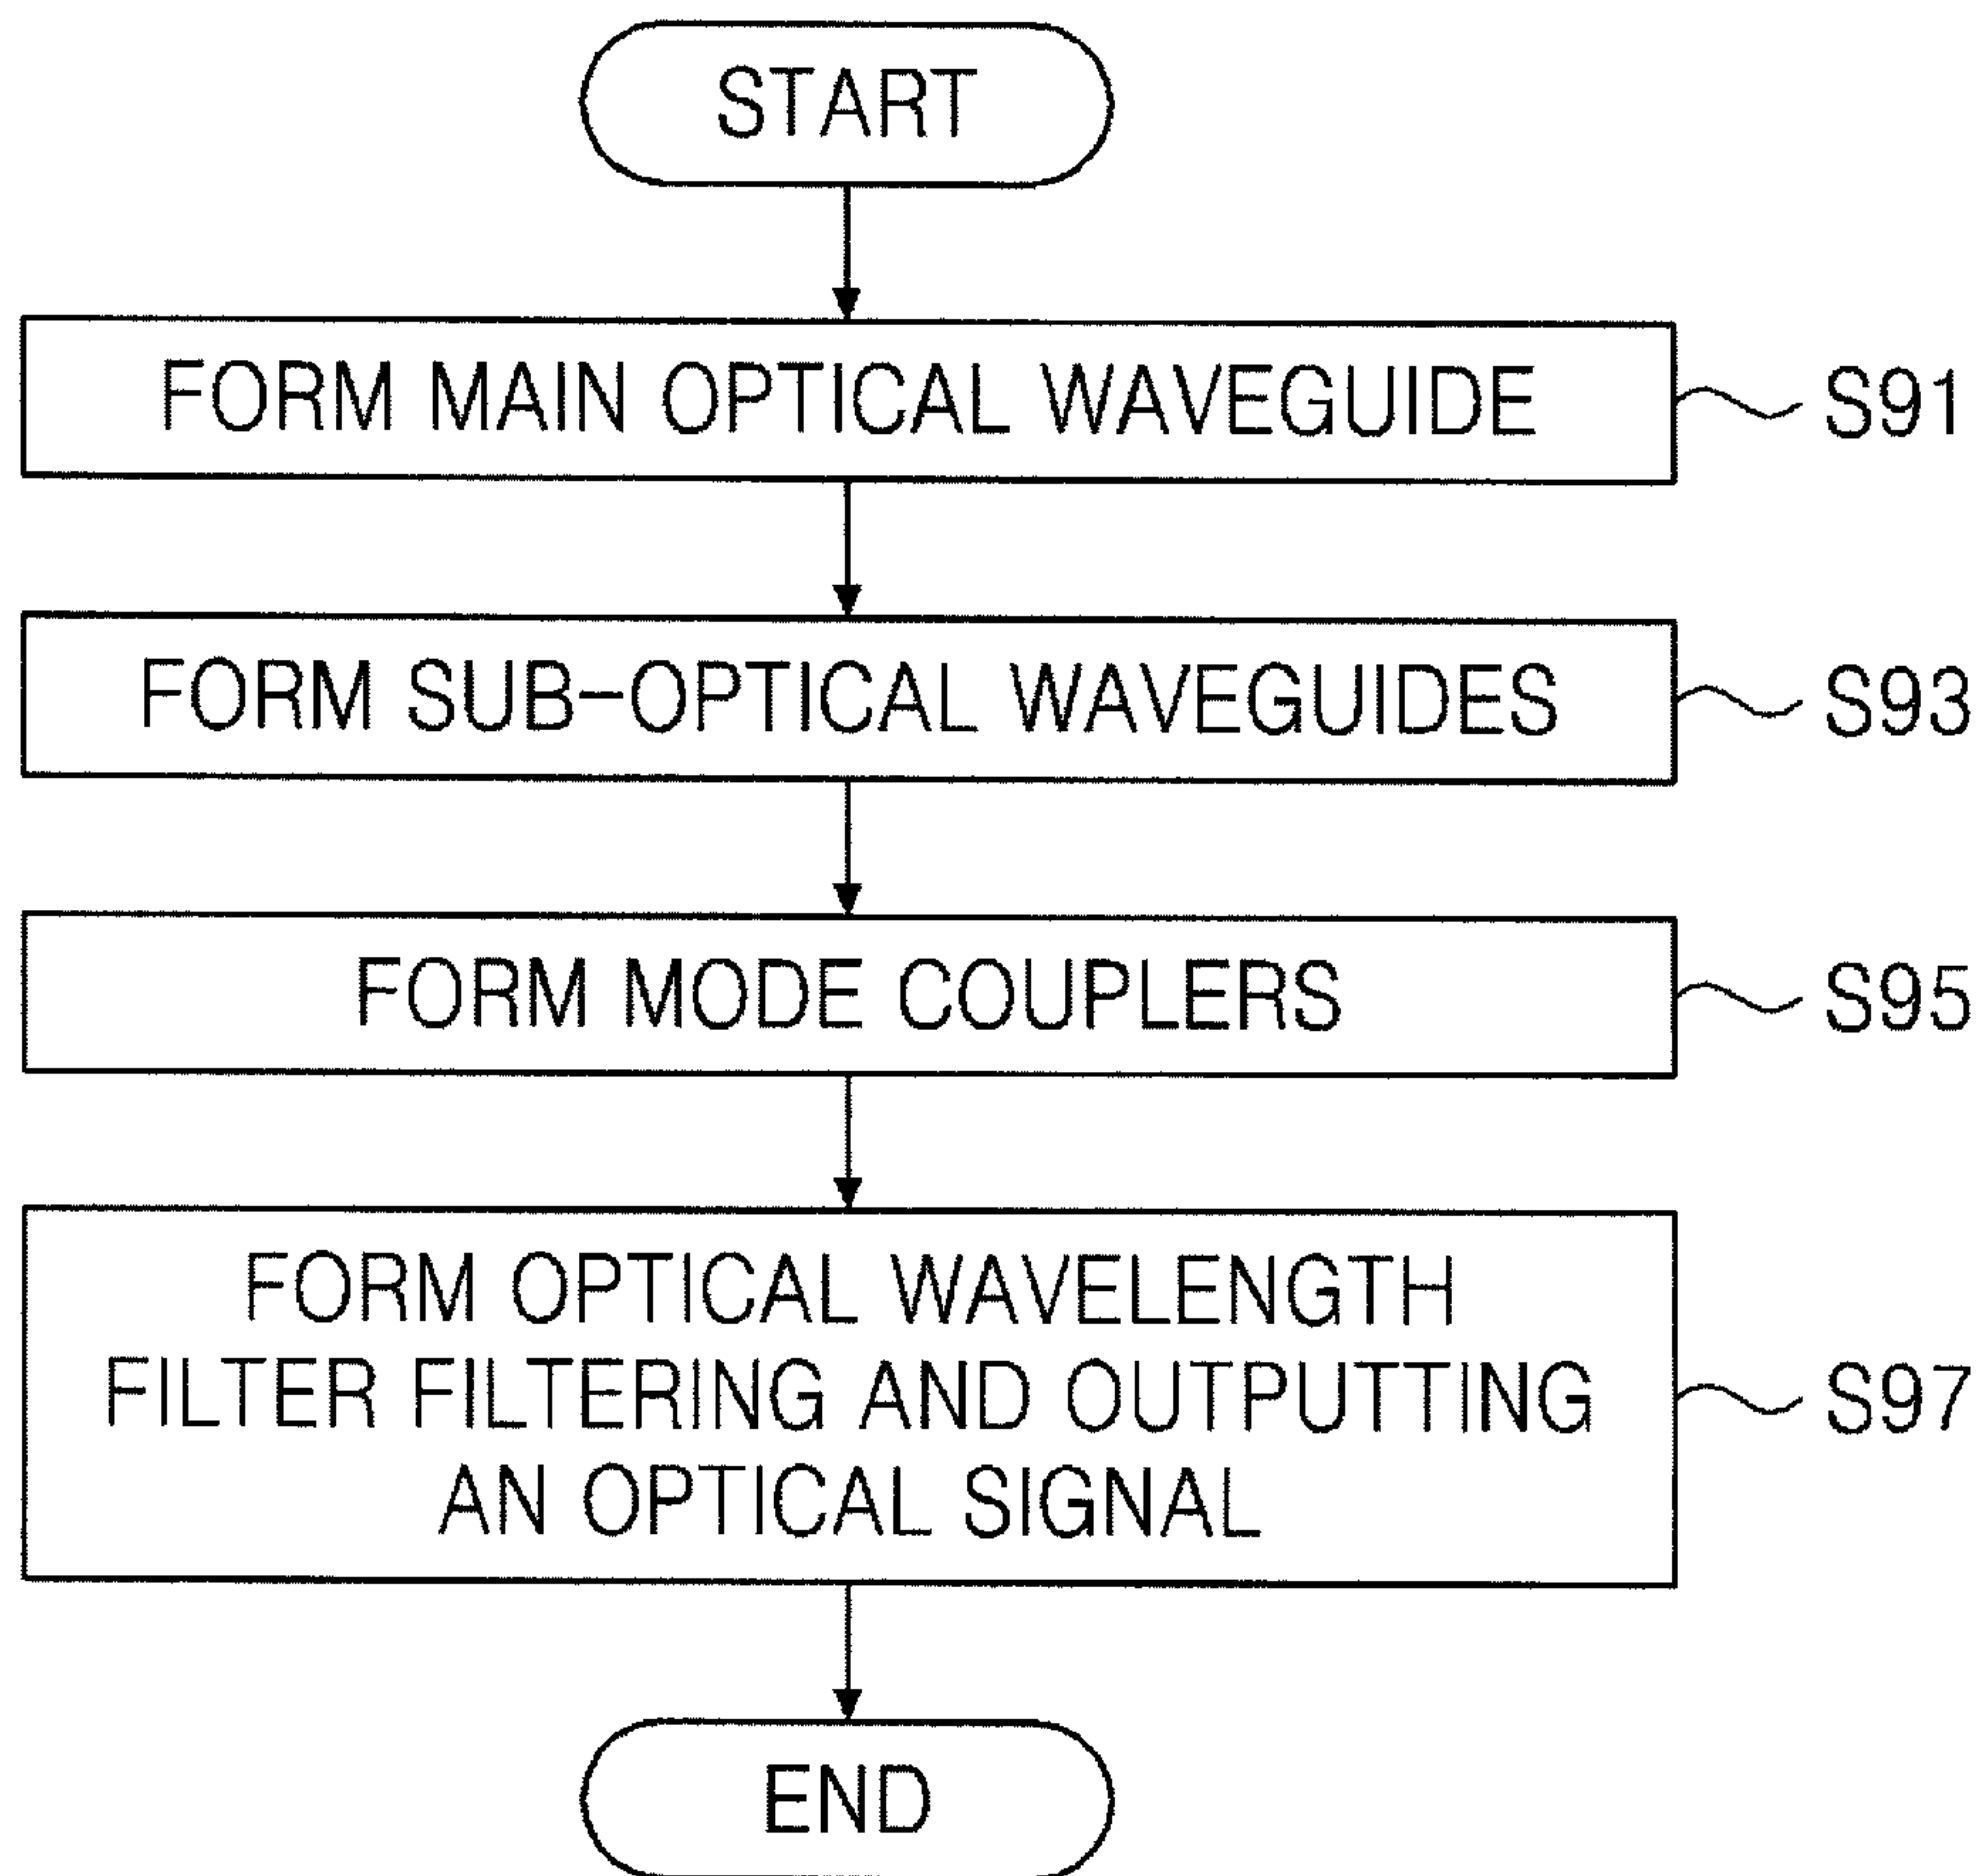 START
FORM MAIN OPTICAL WAVEGUIDE
S91
FORM SUB-OPTICAL WAVEGUIDES
S93
FORM MODE COUPLERS
S95
FORM OPTICAL WAVELENGTH
FILTER FILTERING AND OUTPUTTING
AN OPTICAL SIGNAL
S97
END